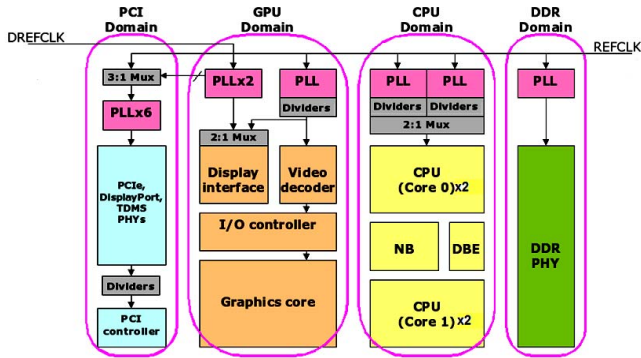 PCI
Domain
GPU
Domain
CPU
Domain
DDR
Domain
DREFCLK
REFCLK
3:1 Mux
PLLx2
PLL
PLL
PLL
PLL
Dividers
Dividers
Dividers
PLLx6
2:1 Mux
2:1 Mux
PCIe,
DisplayPort,
TDMS
PHYs
Display
interface
Video
decoder
CPU
(Core 0)x2
I/O controller
NB
DBE
DDR
PHY
Dividers
Graphics core
CPU
(Core 1)x2
PCI
controller